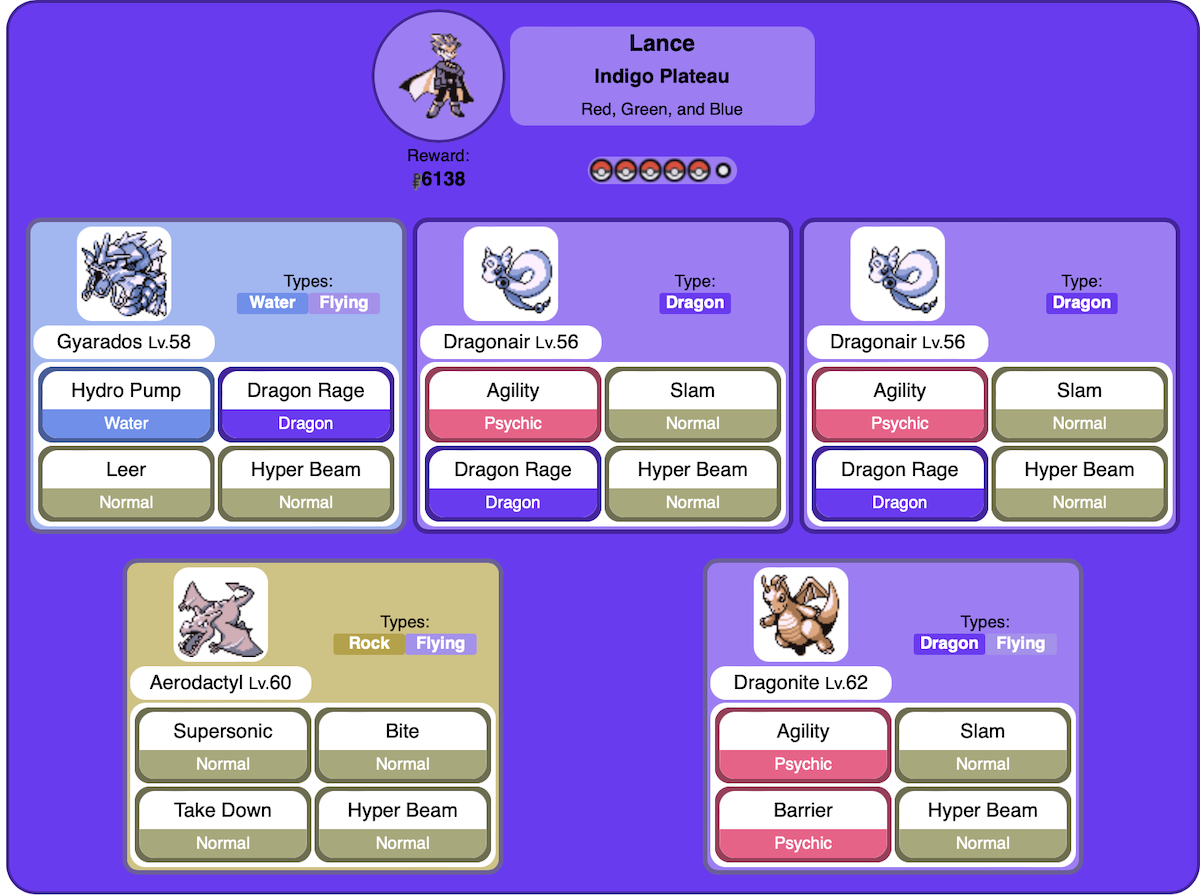 Lance
Indigo Plateau
Red, Green, and Blue
Reward:
6138
Types:
Water Flying
Gyarados Lv.58
Hydro Pump
Water
Dragon Rage
Dragon
Leer
Normal
Hyper Beam
Normal
Type:
Dragon
Dragonair Lv.56
Agility
Psychic
Slam
Normal
Dragon Rage
Dragon
Hyper Beam
Normal
Type:
Dragon
Dragonair Lv.56
Agility
Psychic
Slam
Normal
Dragon Rage
Dragon
Hyper Beam
Normal
Types:
Rock Flying
Aerodactyl Lv.60
Supersonic
Normal
Bite
Normal
Take Down
Normal
Hyper Beam
Normal
Types:
Dragon Flying
Dragonite Lv.62
Agility
Psychic
Slam
Normal
Barrier
Psychic
Hyper Beam
Normal